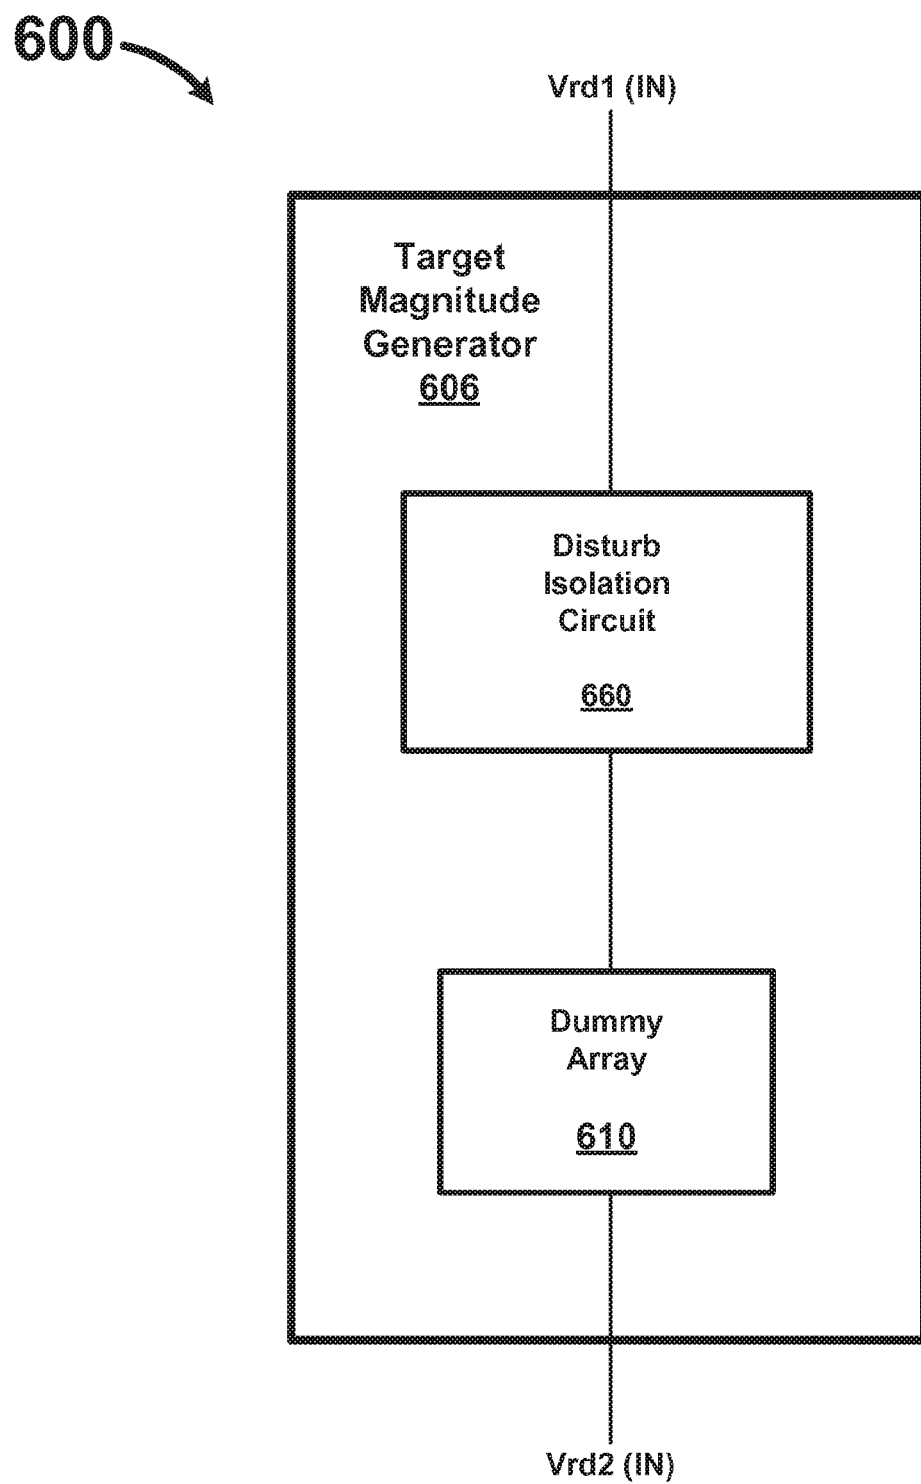 600
Vrd1 (IN)
Target
Magnitude
Generator
606
Disturb
Isolation
Circuit
660
Dummy
Array
610
Vrd2 (IN)